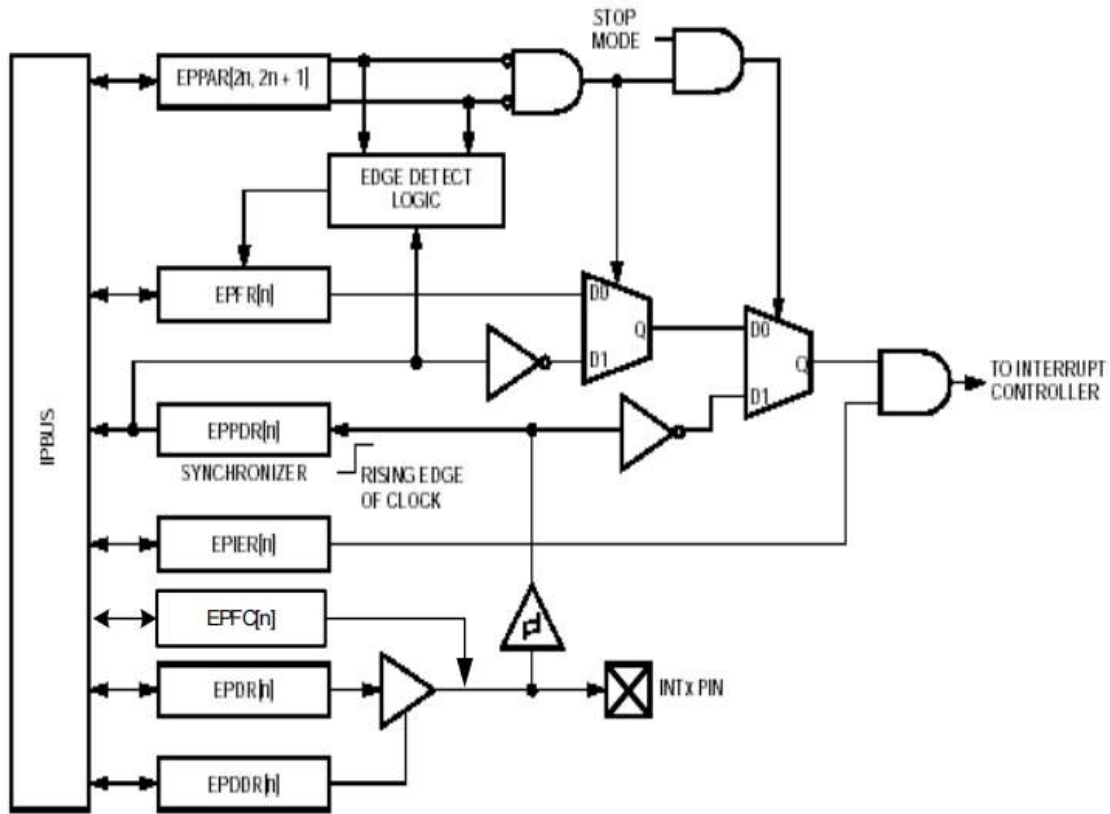 STOP
MODE
EPPAR[2n, 2n + 1]
EDGE DETECT
LOGIC
EPFR[n]
D0
Q
D1
D0
Q
D1
TO INTERRUPT
CONTROLLER
IPBUS
EPPDR[n]
SYNCHRONIZER
RISING EDGE
OF CLOCK
EPIER[n]
EPFC[n]
EPDR[n]
INTx PIN
EPDDR[n]